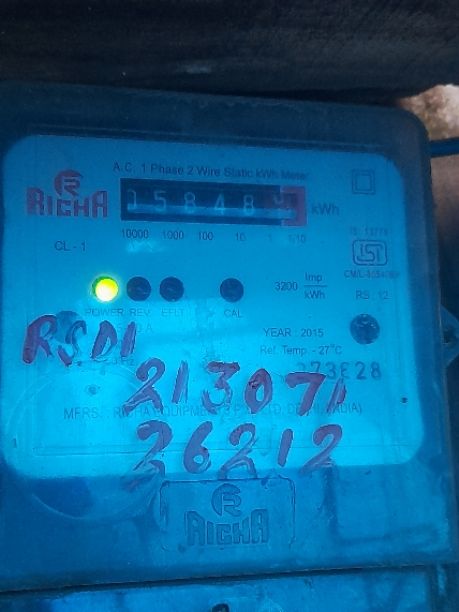 A.C. 1 Phase 2 Wire Static kWh Meter
RICHA
05848
kWh
10000 1000 100 10 1 1/10
CL - 1
3200 Imp/kWh
RS : 12
POWER REV EFLT CAL
YEAR : 2015
Ref. Temp. - 27°C
RSD1
213071
26212
RICHA